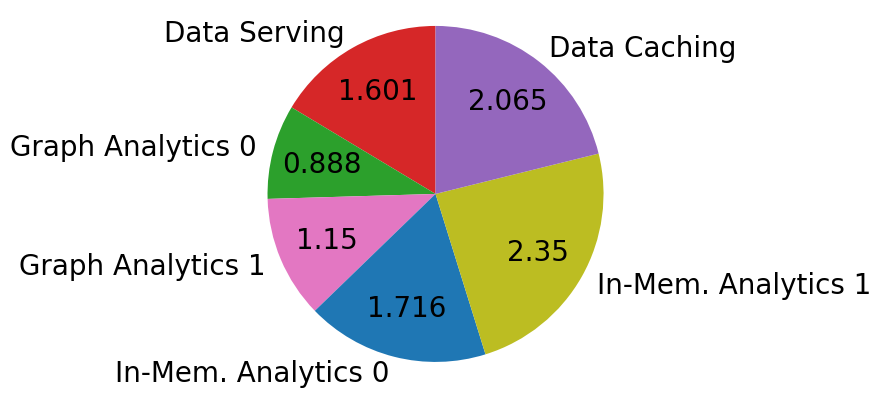 Data Serving
Data Caching
1.601
2.065
Graph Analytics 0
0.888
1.15
2.35
Graph Analytics 1
In-Mem. Analytics 1
1.716
In-Mem. Analytics 0